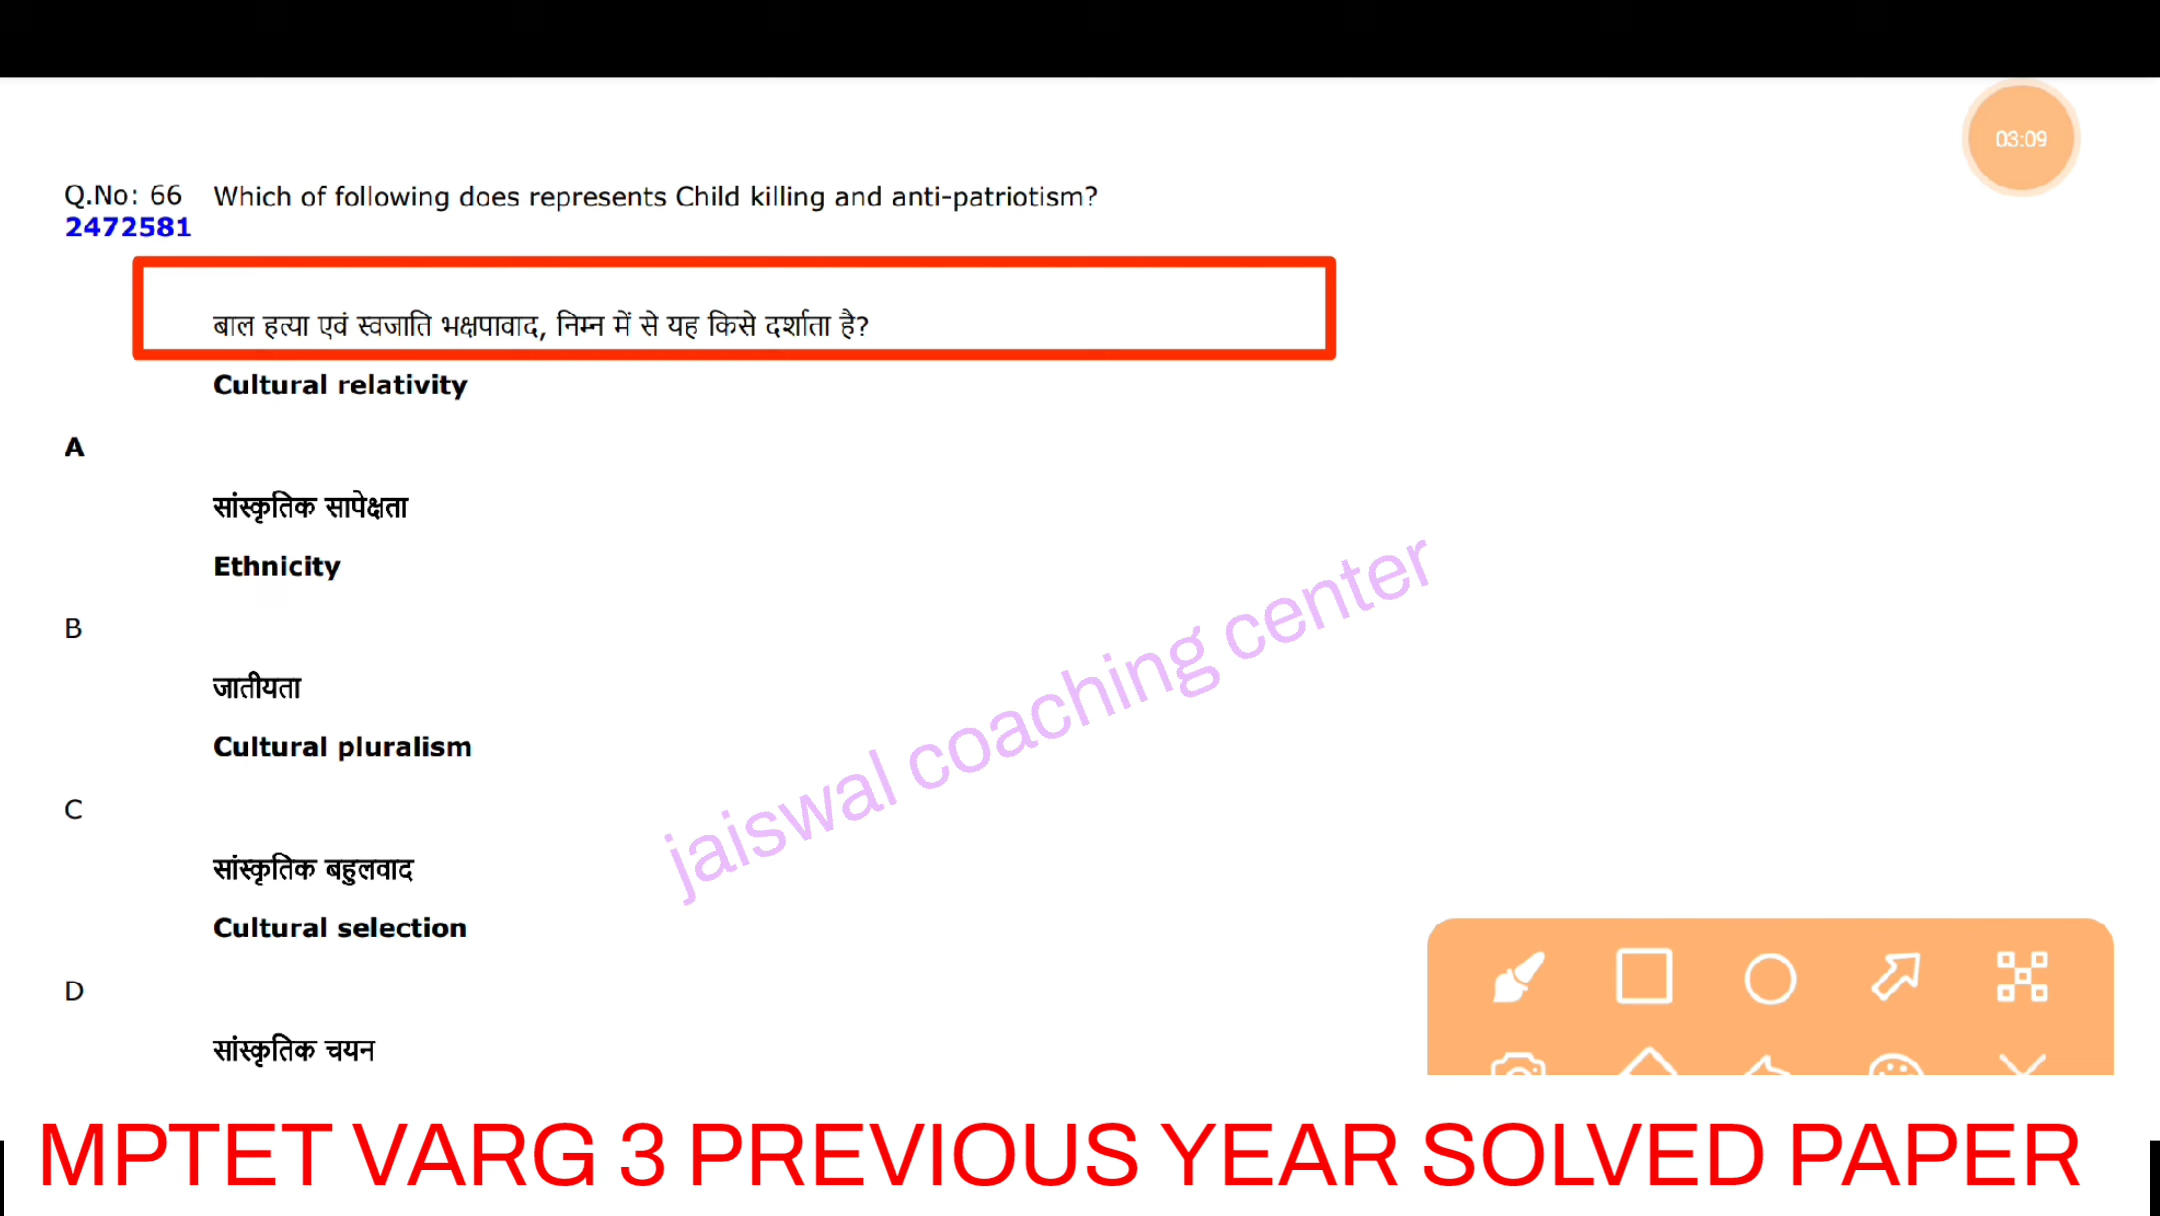 03:09
Q.No: 66 Which of following does represents Child killing and anti-patriotism?
2472581
बाल हत्या एवं स्वजाति भक्षपावाद, निम्न में से यह किसे दर्शाता है?
Cultural relativity
A
सांस्कृतिक सापेक्षता
Ethnicity
B
जातीयता
Cultural pluralism
C
सांस्कृतिक बहुलवाद
Cultural selection
D
सांस्कृतिक चयन
jaiswal coaching center
MPTET VARG 3 PREVIOUS YEAR SOLVED PAPER